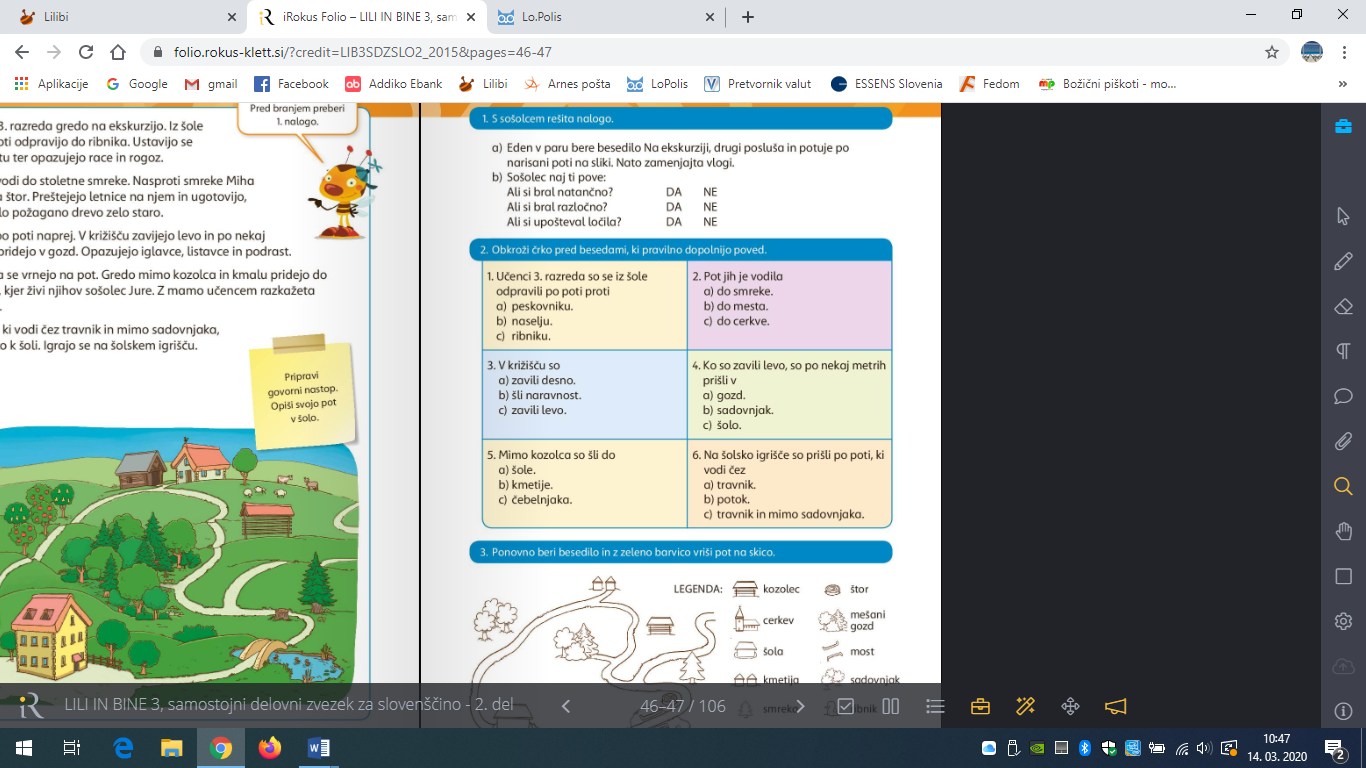 Lilibi
iRokus Folio – LILI IN BINE 3, sam
Lo.Polis
folio.rokus-klett.si/?credit=LIB3SDZSLO2_2015&pages=46-47
Aplikacije
Google
gmail
Facebook
Addiko Ebank
Lilibi
Arnes pošta
LoPolis
Pretvornik valut
ESSENS Slovenia
Fedom
Božični piškoti - mo...
Pred branjem preberi
1. nalogo.
3. razreda gredo na ekskurzijo. Iz šole
oti odpravijo do ribnika. Ustavijo se
tu ter opazujejo race in rogoz.
vodi do stoletne smreke. Nasproti smreke Miha
a štor. Preštejejo letnice na njem in ugotovijo,
lo požagano drevo zelo staro.
po poti naprej. V križišču zavijejo levo in po nekaj
pridejo v gozd. Opazujejo iglavce, listavce in podrast.
a se vrnejo na pot. Gredo mimo kozolca in kmalu pridejo do
, kjer živi njihov sošolec Jure. Z mamo učencem razkažeta
.
ki vodi čez travnik in mimo sadovnjaka,
o k šoli. Igrajo se na šolskem igrišču.
Pripravi
govorni nastop.
Opiši svojo pot
v šolo.
1. S sošolcem rešita nalogo.
a) Eden v paru bere besedilo Na ekskurziji, drugi posluša in potuje po
narisani poti na sliki. Nato zamenjajta vlogi.
b) Sošolec naj ti pove:
Ali si bral natančno? DA NE
Ali si bral razločno? DA NE
Ali si upošteval ločila? DA NE
2. Obkroži črko pred besedami, ki pravilno dopolnijo poved.
1. Učenci 3. razreda so se iz šole
odpravili po poti proti
a) peskovniku.
b) naselju.
c) ribniku.
2. Pot jih je vodila
a) do smreke.
b) do mesta.
c) do cerkve.
3. V križišču so
a) zavili desno.
b) šli naravnost.
c) zavili levo.
4. Ko so zavili levo, so po nekaj metrih
prišli v
a) gozd.
b) sadovnjak.
c) šolo.
5. Mimo kozolca so šli do
a) šole.
b) kmetije.
c) čebelnjaka.
6. Na šolsko igrišče so prišli po poti, ki
vodi čez
a) travnik.
b) potok.
c) travnik in mimo sadovnjaka.
3. Ponovno beri besedilo in z zeleno barvico vriši pot na skico.
LEGENDA: kozolec štor
cerkev mešani
gozd
šola most
kmetija sadovnjak
smreka ribnik
LILI IN BINE 3, samostojni delovni zvezek za slovenščino - 2. del
46–47 / 106
10:47
14. 03. 2020
2